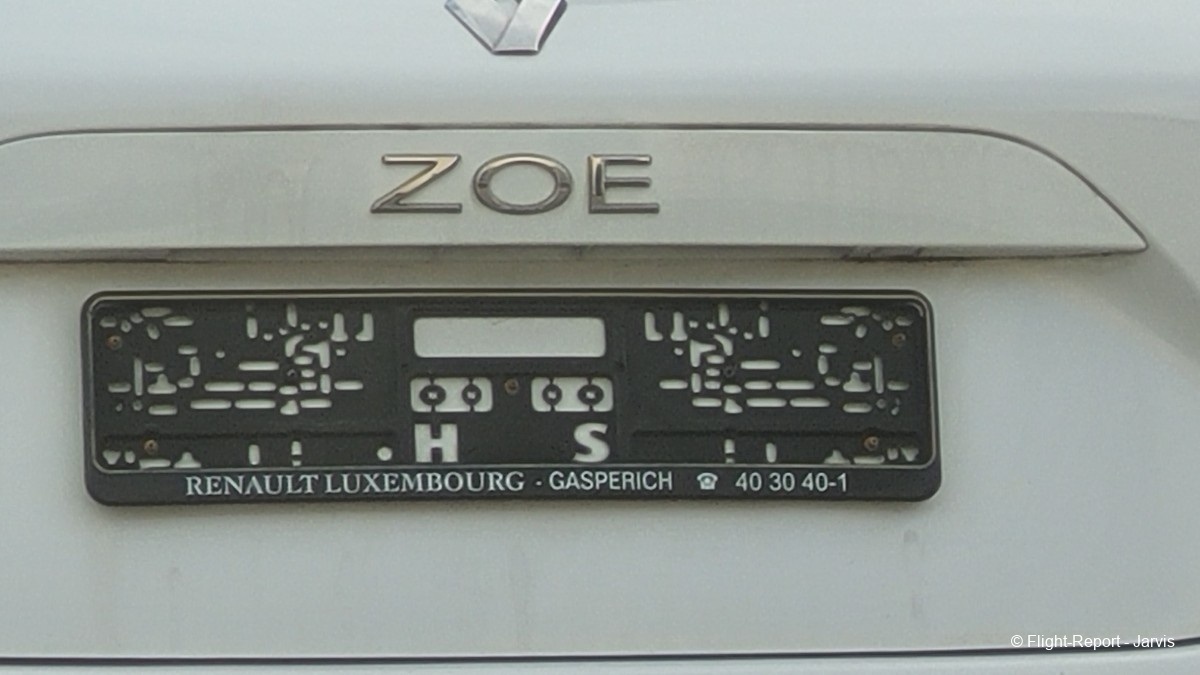 ZOE
H S
RENAULT LUXEMBOURG - GASPERICH ☎ 40 30 40-1
© Flight-Report - Jarvis